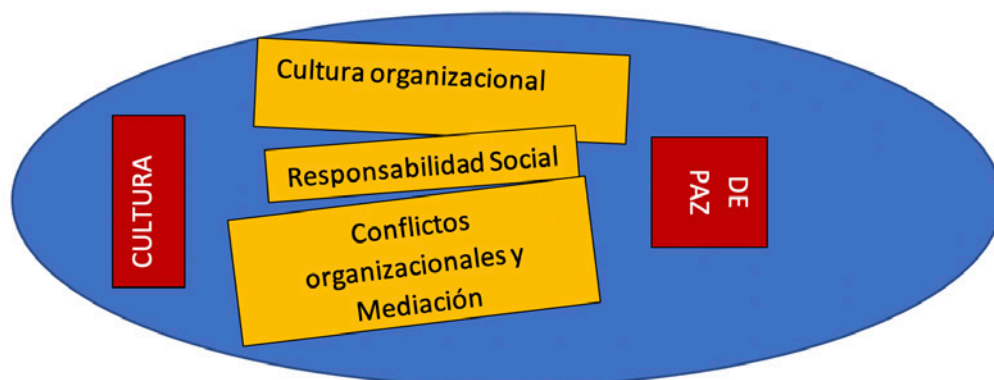 CULTURA
Cultura organizacional
Responsabilidad Social
Conflictos
organizacionales y
Mediación
DE
PAZ